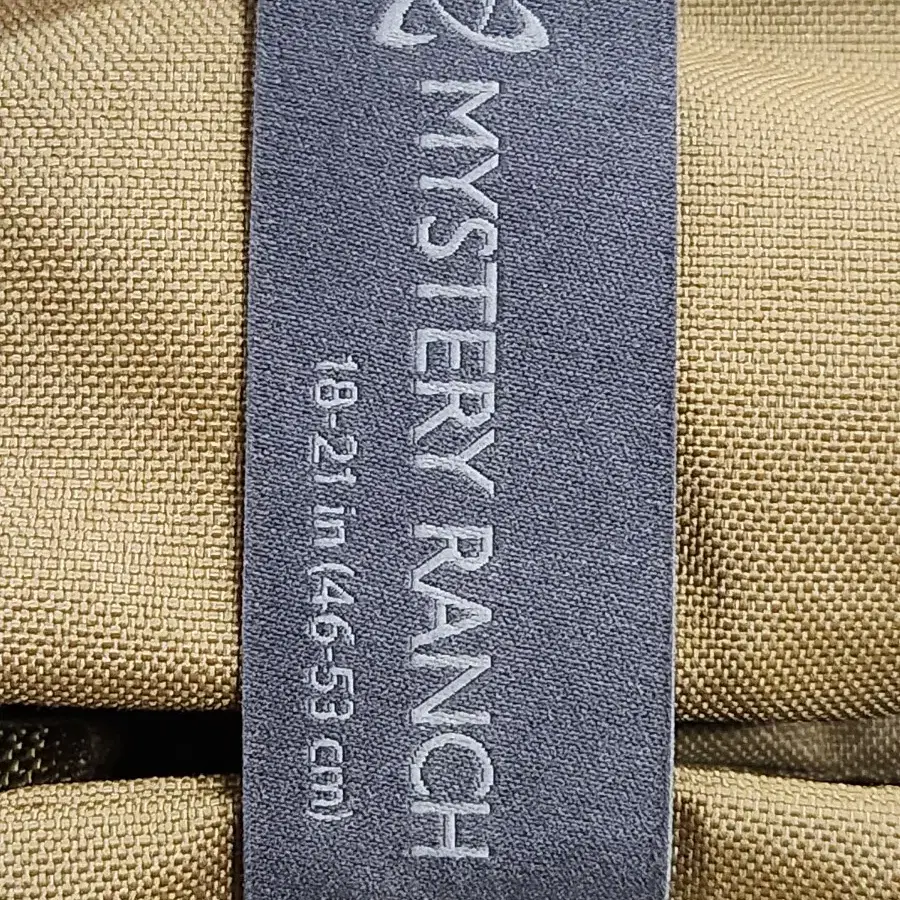 MYSTERY RANCH
18-21 in (46-53 cm)